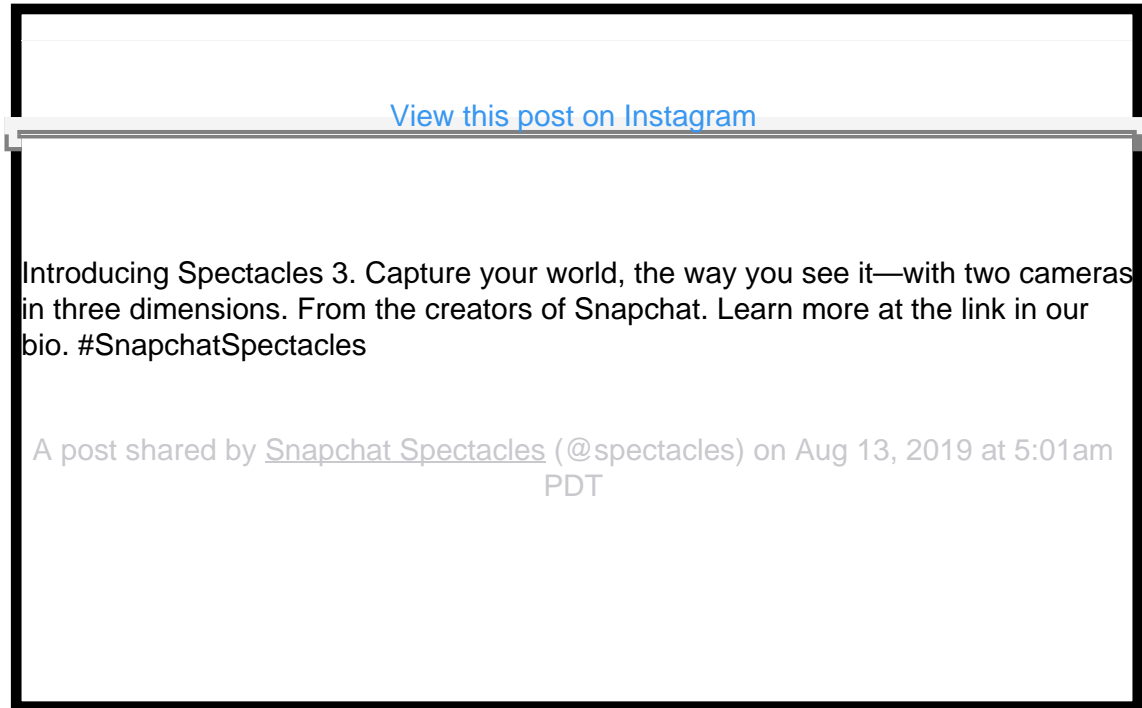 View this post on Instagram
Introducing Spectacles 3. Capture your world, the way you see it—with two cameras
in three dimensions. From the creators of Snapchat. Learn more at the link in our
bio. #SnapchatSpectacles
A post shared by Snapchat Spectacles (@spectacles) on Aug 13, 2019 at 5:01am
PDT